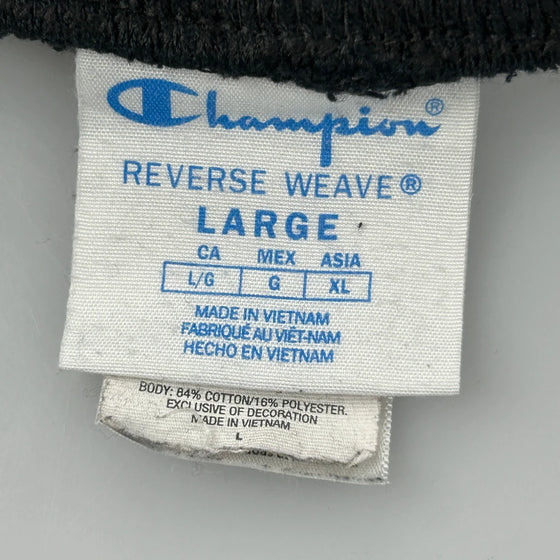 Champion®
REVERSE WEAVE®
LARGE
CA MEX ASIA
L/G G XL
MADE IN VIETNAM
FABRIQUÉ AU VIÊT-NAM
HECHO EN VIETNAM
BODY: 84% COTTON/16% POLYESTER.
EXCLUSIVE OF DECORATION
MADE IN VIETNAM
L